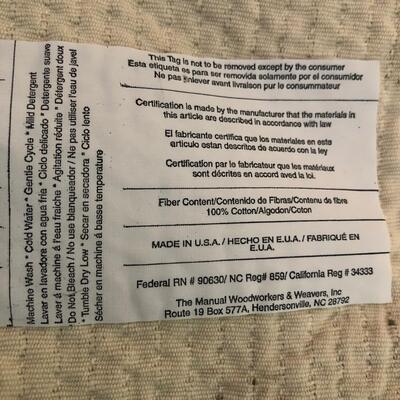 This Tag is not to be removed except by the consumer
Esta etiqueta es para ser removida solamente por el consumidor
Ne pas enlever avant livraison pur le consummateur
Certification is made by the manufacturer that the materials in
this article are described in accordance with law
El fabricante certifica que los materiales en este
articulo estan descritos de acuerdo con la ley
Certification par le fabricateur que les matériaux
sont décrites en accord aved la loi.
Fiber Content/Contenido de Fibras/Contenu de fibre
100% Cotton/Algodon/Coton
MADE IN U.S.A. / HECHO EN E.U.A. / FABRIQUÉ EN
E.U.A.
Federal RN # 90630/ NC Reg# 859/ California Reg # 34333
The Manual Woodworkers & Weavers, Inc
Route 19 Box 577A, Hendersonville, NC 28792
Machine Wash * Cold Water * Gentle Cycle * Mild Detergent
Lavar en lavadora con agua fría * Ciclo delicado * Detergente suave
Laver à machine á l'eau fraiche * Agitation réduite * Détergent doux
Do Not Bleach / No use blanqueador / Ne pas utiliser l'eau de javel
* Tumble Dry Low * Secar en secadora * Ciclo lento
Sécher en machine à basse température